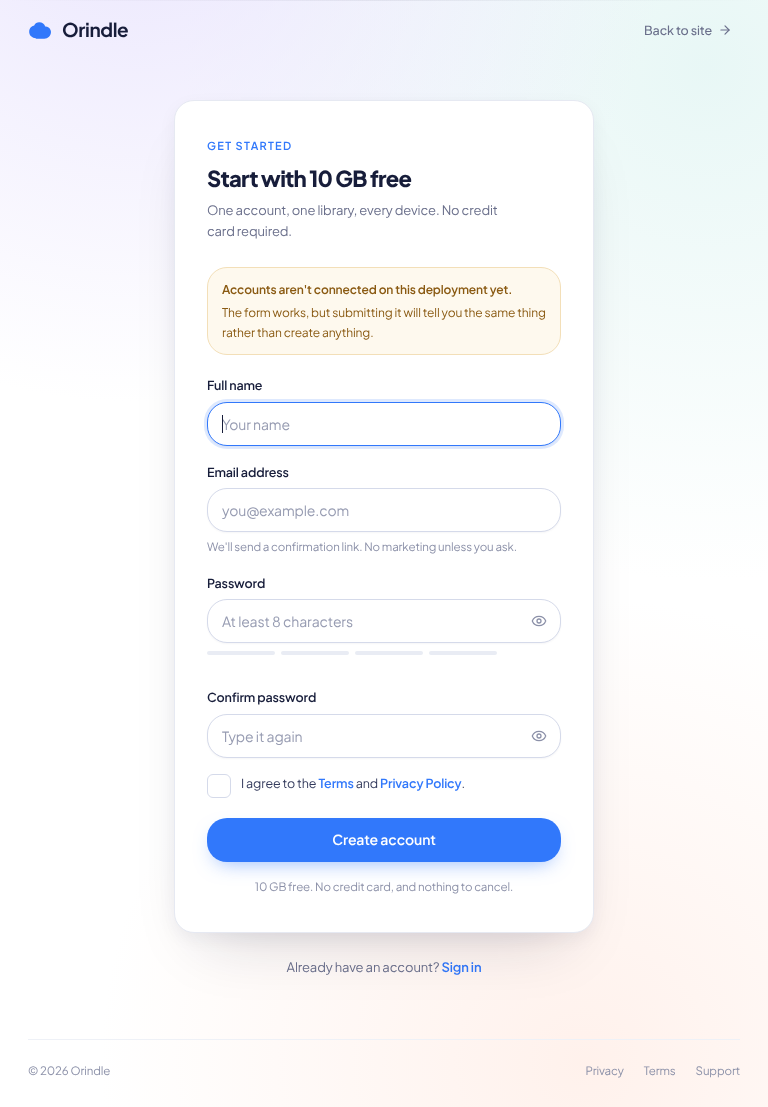 Orindle
Back to site
GET STARTED
Start with 10 GB free
One account, one library, every device. No credit
card required.
Accounts aren't connected on this deployment yet.
The form works, but submitting it will tell you the same thing
rather than create anything.
Full name
Your name
Email address
you@example.com
We'll send a confirmation link. No marketing unless you ask.
Password
At least 8 characters
Confirm password
Type it again
I agree to the Terms and Privacy Policy.
Create account
10 GB free. No credit card, and nothing to cancel.
Already have an account? Sign in
© 2026 Orindle
Privacy
Terms
Support